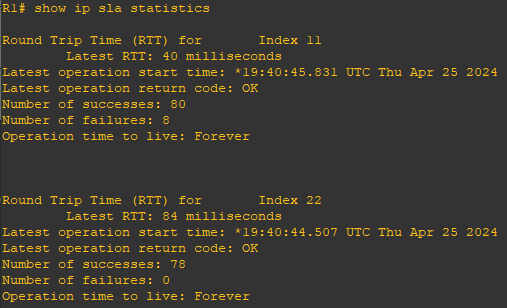 R1# show ip sla statistics
Round Trip Time (RTT) for       Index 11
        Latest RTT: 40 milliseconds
Latest operation start time: *19:40:45.831 UTC Thu Apr 25 2024
Latest operation return code: OK
Number of successes: 80
Number of failures: 8
Operation time to live: Forever
Round Trip Time (RTT) for       Index 22
        Latest RTT: 84 milliseconds
Latest operation start time: *19:40:44.507 UTC Thu Apr 25 2024
Latest operation return code: OK
Number of successes: 78
Number of failures: 0
Operation time to live: Forever